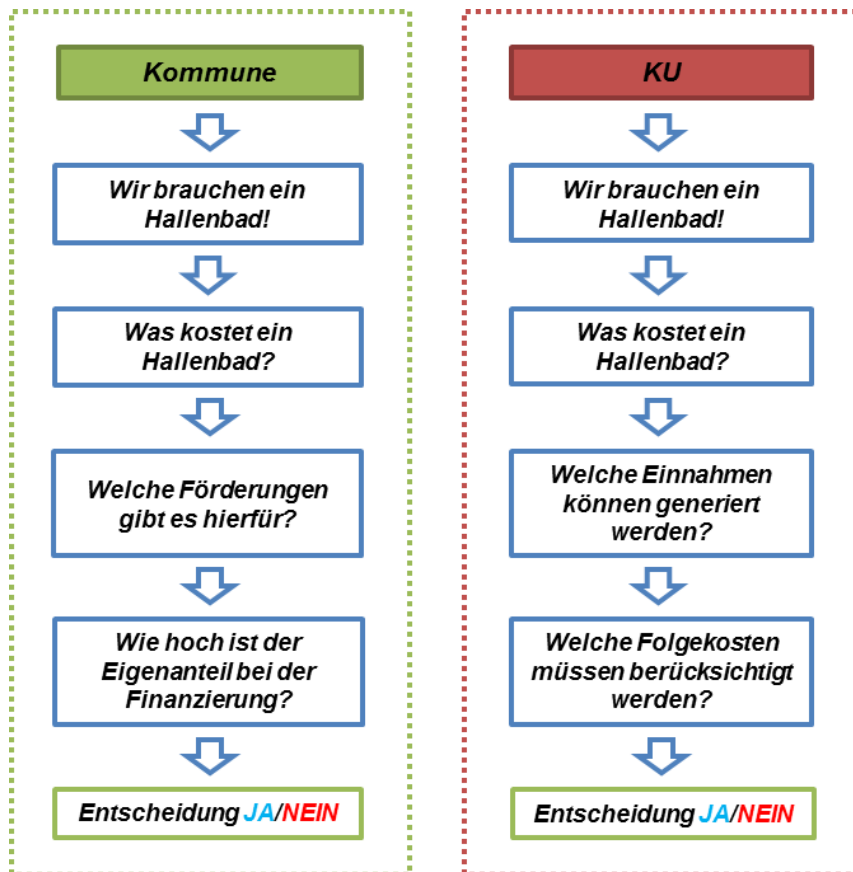 Kommune
Wir brauchen ein
Hallenbad!
Was kostet ein
Hallenbad?
Welche Förderungen
gibt es hierfür?
Wie hoch ist der
Eigenanteil bei der
Finanzierung?
Entscheidung JA/NEIN
KU
Wir brauchen ein
Hallenbad!
Was kostet ein
Hallenbad?
Welche Einnahmen
können generiert
werden?
Welche Folgekosten
müssen berücksichtigt
werden?
Entscheidung JA/NEIN